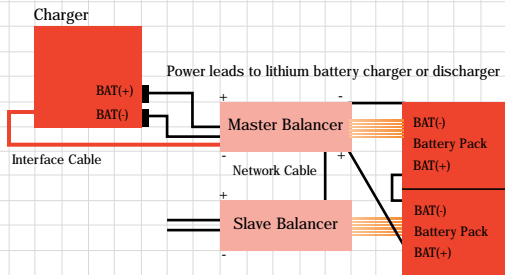 Charger
BAT(+)
BAT(-)
Power leads to lithium battery charger or discharger
+
-
Master Balancer
-
+
BAT(-)
Battery Pack
BAT(+)
Interface Cable
Network Cable
+
Slave Balancer
-
BAT(-)
Battery Pack
BAT(+)